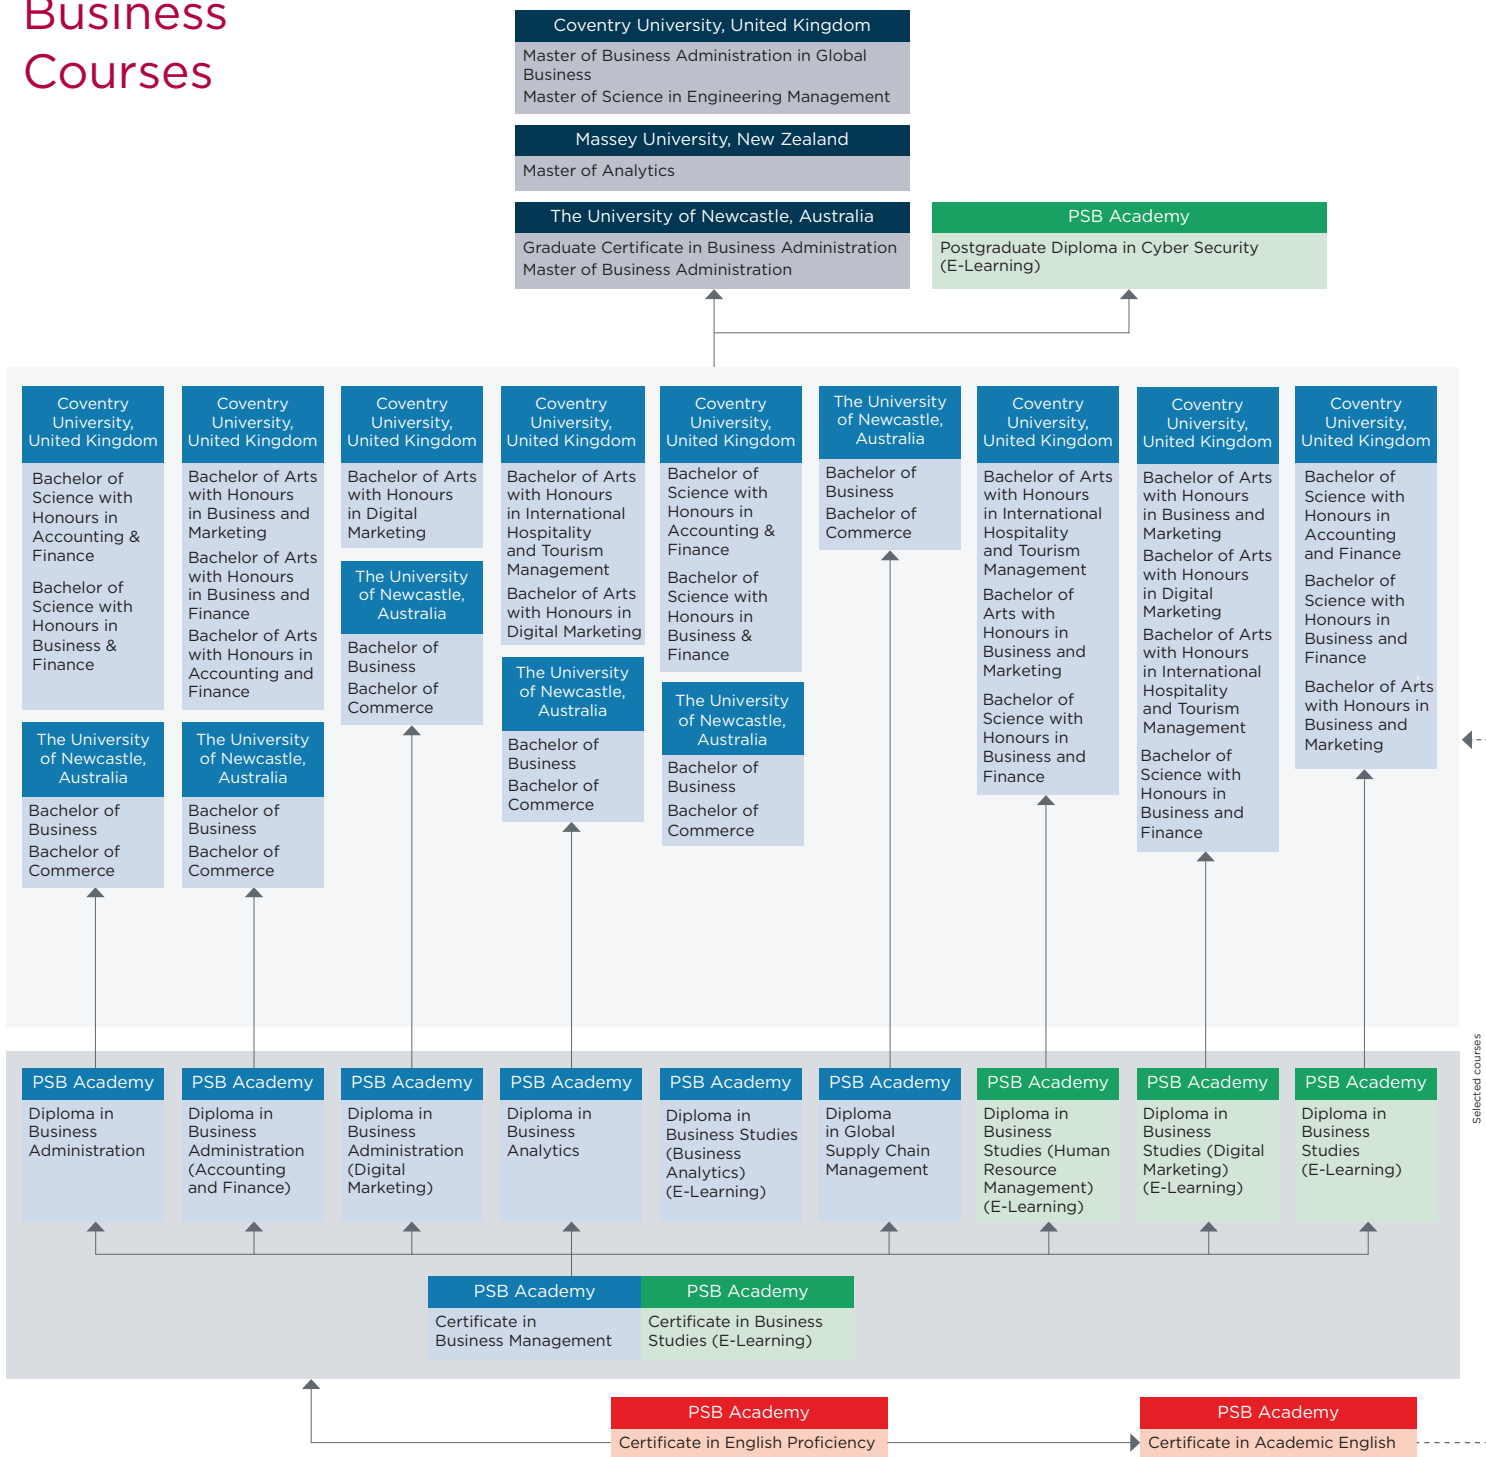 Business
Courses
Coventry University, United Kingdom
Master of Business Administration in Global
Business
Master of Science in Engineering Management
Massey University, New Zealand
Master of Analytics
The University of Newcastle, Australia
Graduate Certificate in Business Administration
Master of Business Administration
PSB Academy
Postgraduate Diploma in Cyber Security
(E-Learning)
Coventry
University,
United Kingdom
Bachelor of
Science with
Honours in
Accounting &
Finance
Bachelor of
Science with
Honours in
Business &
Finance
The University
of Newcastle,
Australia
Bachelor of
Business
Bachelor of
Commerce
Coventry
University,
United Kingdom
Bachelor of Arts
with Honours
in Business and
Marketing
Bachelor of Arts
with Honours
in Business and
Finance
Bachelor of Arts
with Honours in
Accounting and
Finance
The University
of Newcastle,
Australia
Bachelor of
Business
Bachelor of
Commerce
Coventry
University,
United Kingdom
Bachelor of Arts
with Honours
in Digital
Marketing
The University
of Newcastle,
Australia
Bachelor of
Business
Bachelor of
Commerce
Coventry
University,
United Kingdom
Bachelor of Arts
with Honours
in International
Hospitality
and Tourism
Management
Bachelor of Arts
with Honours in
Digital Marketing
The University
of Newcastle,
Australia
Bachelor of
Business
Bachelor of
Commerce
Coventry
University,
United Kingdom
Bachelor of
Science with
Honours in
Accounting &
Finance
Bachelor of
Science with
Honours in
Business &
Finance
The University
of Newcastle,
Australia
Bachelor of
Business
Bachelor of
Commerce
The University
of Newcastle,
Australia
Bachelor of
Business
Bachelor of
Commerce
Coventry
University,
United Kingdom
Bachelor of Arts
with Honours
in International
Hospitality
and Tourism
Management
Bachelor of
Arts with
Honours in
Business and
Marketing
Bachelor of
Science with
Honours in
Business and
Finance
Coventry
University,
United Kingdom
Bachelor of Arts
with Honours
in Business and
Marketing
Bachelor of Arts
with Honours
in Digital
Marketing
Bachelor of Arts
with Honours
in International
Hospitality
and Tourism
Management
Bachelor of
Science with
Honours in
Business and
Finance
Coventry
University,
United Kingdom
Bachelor of
Science with
Honours in
Accounting
and Finance
Bachelor of
Science with
Honours in
Business and
Finance
Bachelor of Arts
with Honours in
Business and
Marketing
Selected courses
PSB Academy
Diploma in
Business
Administration
PSB Academy
Diploma in
Business
Administration
(Accounting
and Finance)
PSB Academy
Diploma in
Business
Administration
(Digital
Marketing)
PSB Academy
Diploma in
Business
Analytics
PSB Academy
Diploma in
Business Studies
(Business
Analytics)
(E-Learning)
PSB Academy
Diploma
in Global
Supply Chain
Management
PSB Academy
Diploma in
Business
Studies (Human
Resource
Management)
(E-Learning)
PSB Academy
Diploma in
Business
Studies (Digital
Marketing)
(E-Learning)
PSB Academy
Diploma in
Business
Studies
(E-Learning)
PSB Academy
Certificate in
Business Management
PSB Academy
Certificate in Business
Studies (E-Learning)
PSB Academy
Certificate in English Proficiency
PSB Academy
Certificate in Academic English